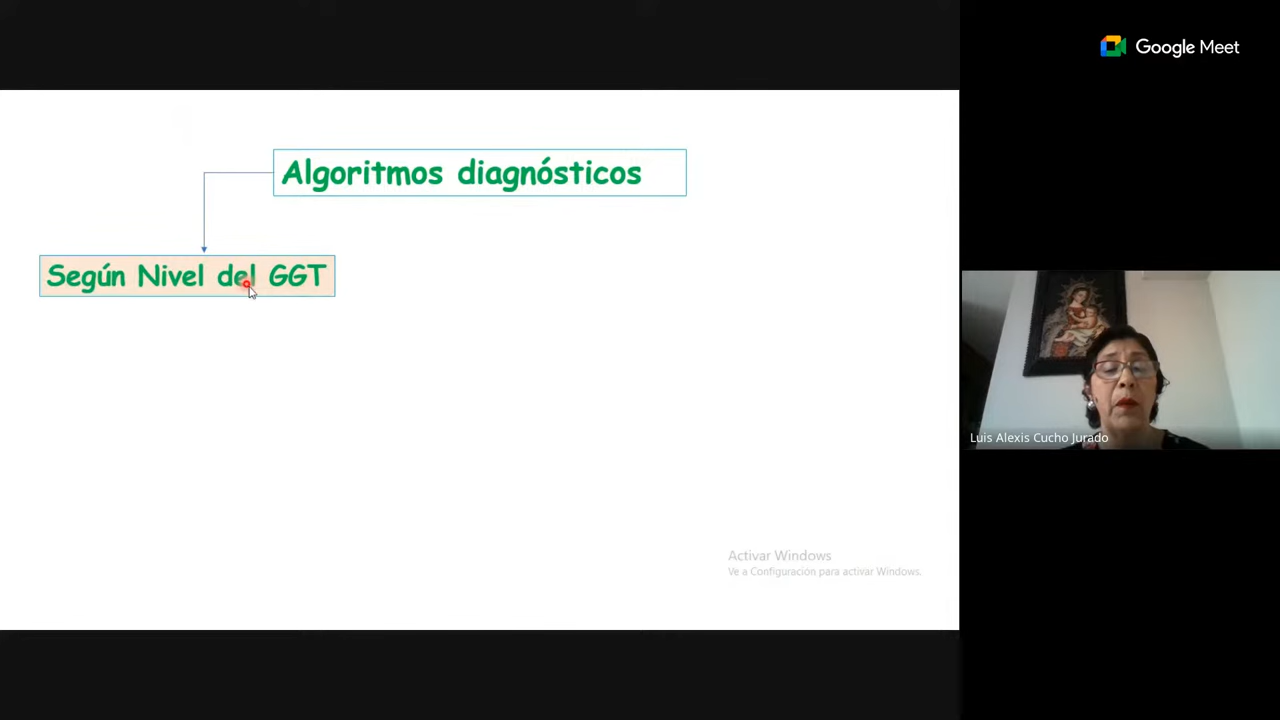 Google Meet
Algoritmos diagnósticos
Según Nivel del GGT
Luis Alexis Cucho Jurado
Activar Windows
Ve a Configuración para activar Windows.